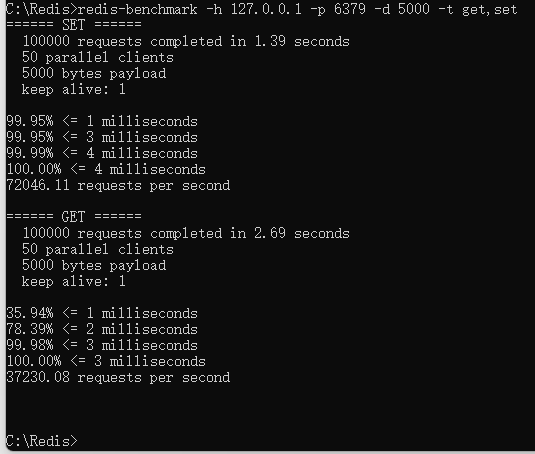 C:\Redis>redis-benchmark -h 127.0.0.1 -p 6379 -d 5000 -t get,set
====== SET ======
  100000 requests completed in 1.39 seconds
  50 parallel clients
  5000 bytes payload
  keep alive: 1

99.95% <= 1 milliseconds
99.95% <= 3 milliseconds
99.99% <= 4 milliseconds
100.00% <= 4 milliseconds
72046.11 requests per second

====== GET ======
  100000 requests completed in 2.69 seconds
  50 parallel clients
  5000 bytes payload
  keep alive: 1

35.94% <= 1 milliseconds
78.39% <= 2 milliseconds
99.98% <= 3 milliseconds
100.00% <= 3 milliseconds
37230.08 requests per second

C:\Redis>